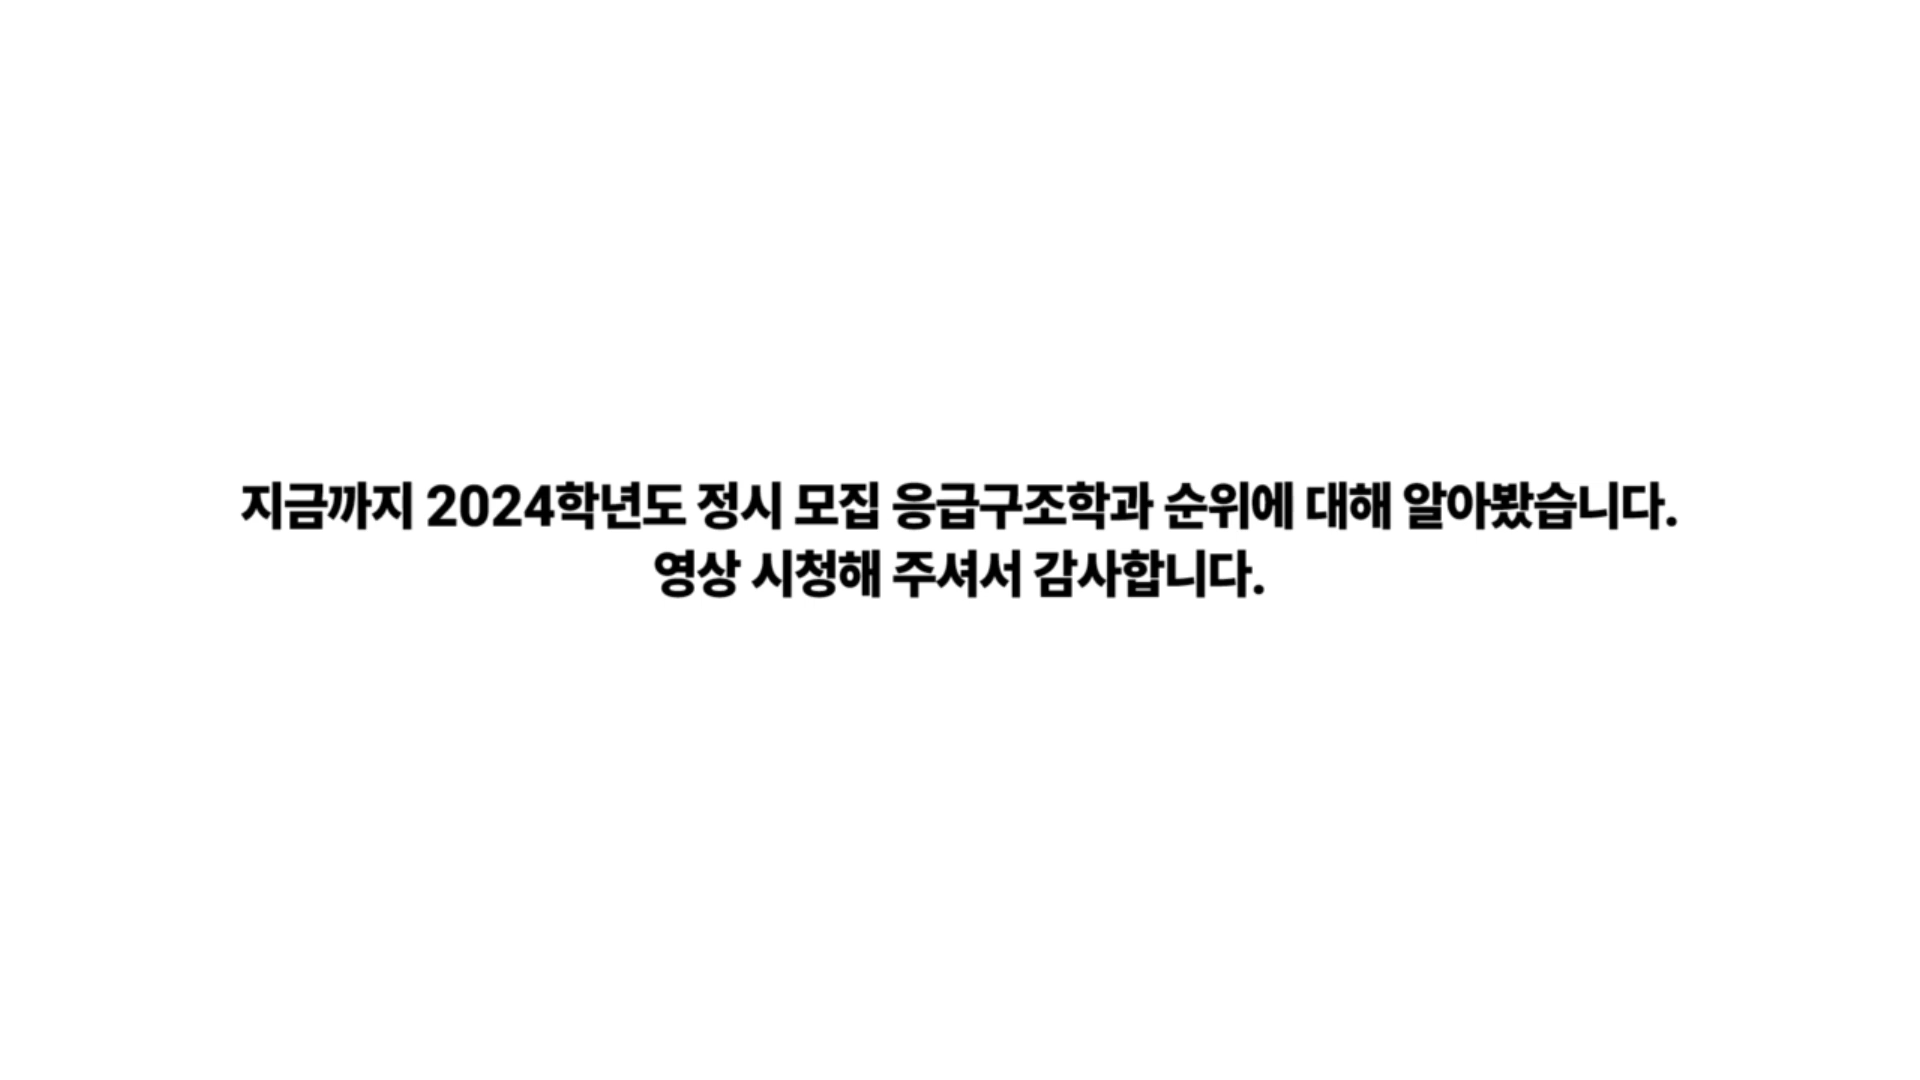 지금까지 2024학년도 정시 모집 응급구조학과 순위에 대해 알아봤습니다.
영상 시청해 주셔서 감사합니다.